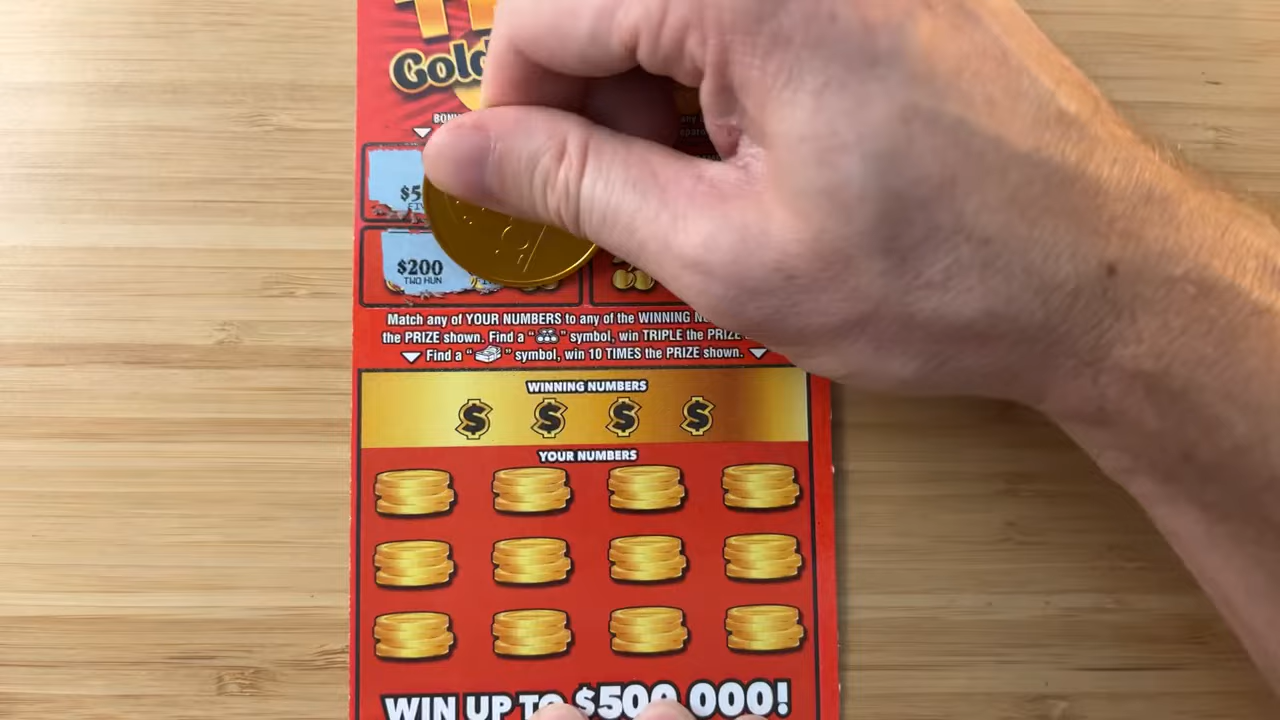 Gold
$5
$200
TWO HUN
Match any of YOUR NUMBERS to any of the WINNING
the PRIZE shown. Find a " " symbol, win TRIPLE the PRIZE
Find a " " symbol, win 10 TIMES the PRIZE shown.
WINNING NUMBERS
$ $ $ $
YOUR NUMBERS
WIN UP TO $500,000!